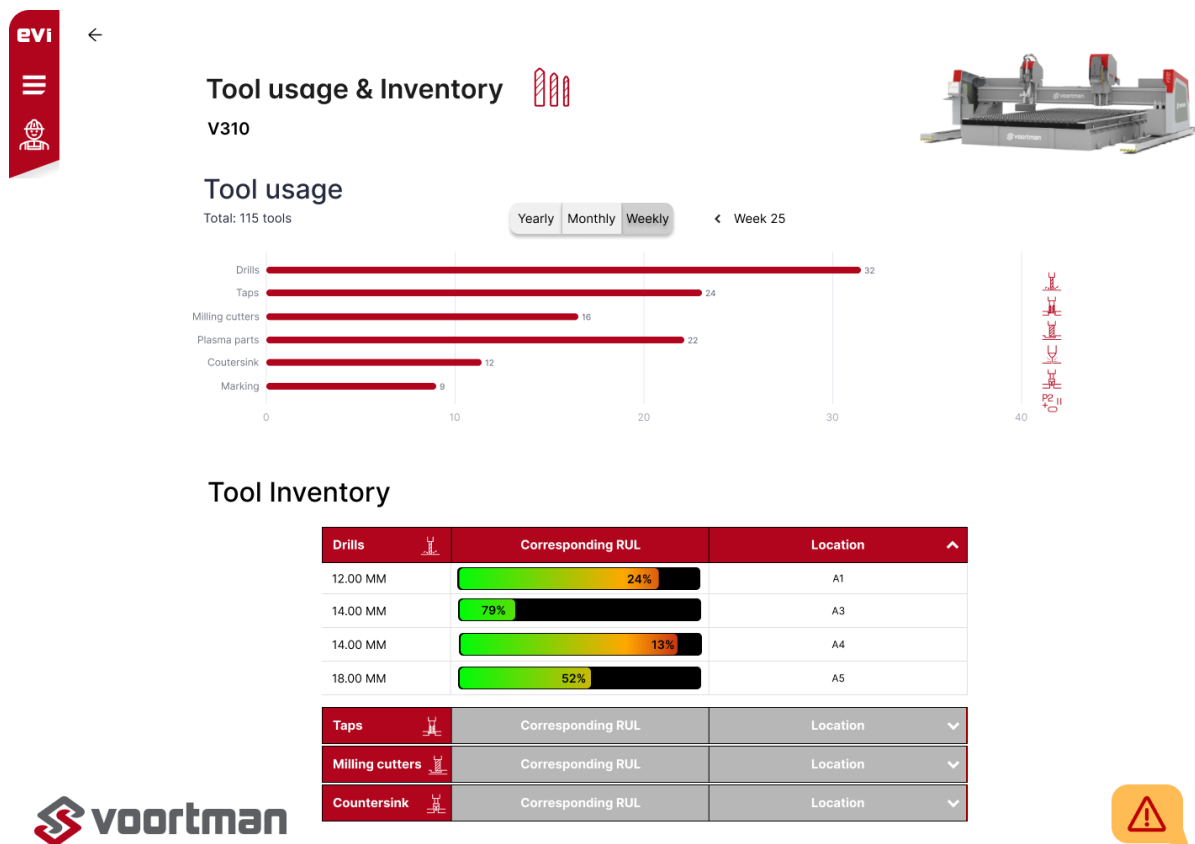 evi
Tool usage & Inventory
V310
voortman
voortman
Tool usage
Total: 115 tools
Yearly Monthly Weekly
Week 25
Drills 32
Taps 24
Milling cutters 16
Plasma parts 22
Coutersink 12
Marking 9
0 10 20 30 40
P2
+
Tool Inventory
Drills Corresponding RUL Location
12.00 MM 24% A1
14.00 MM 79% A3
14.00 MM 13% A4
18.00 MM 52% A5
Taps Corresponding RUL Location
Milling cutters Corresponding RUL Location
Countersink Corresponding RUL Location
voortman